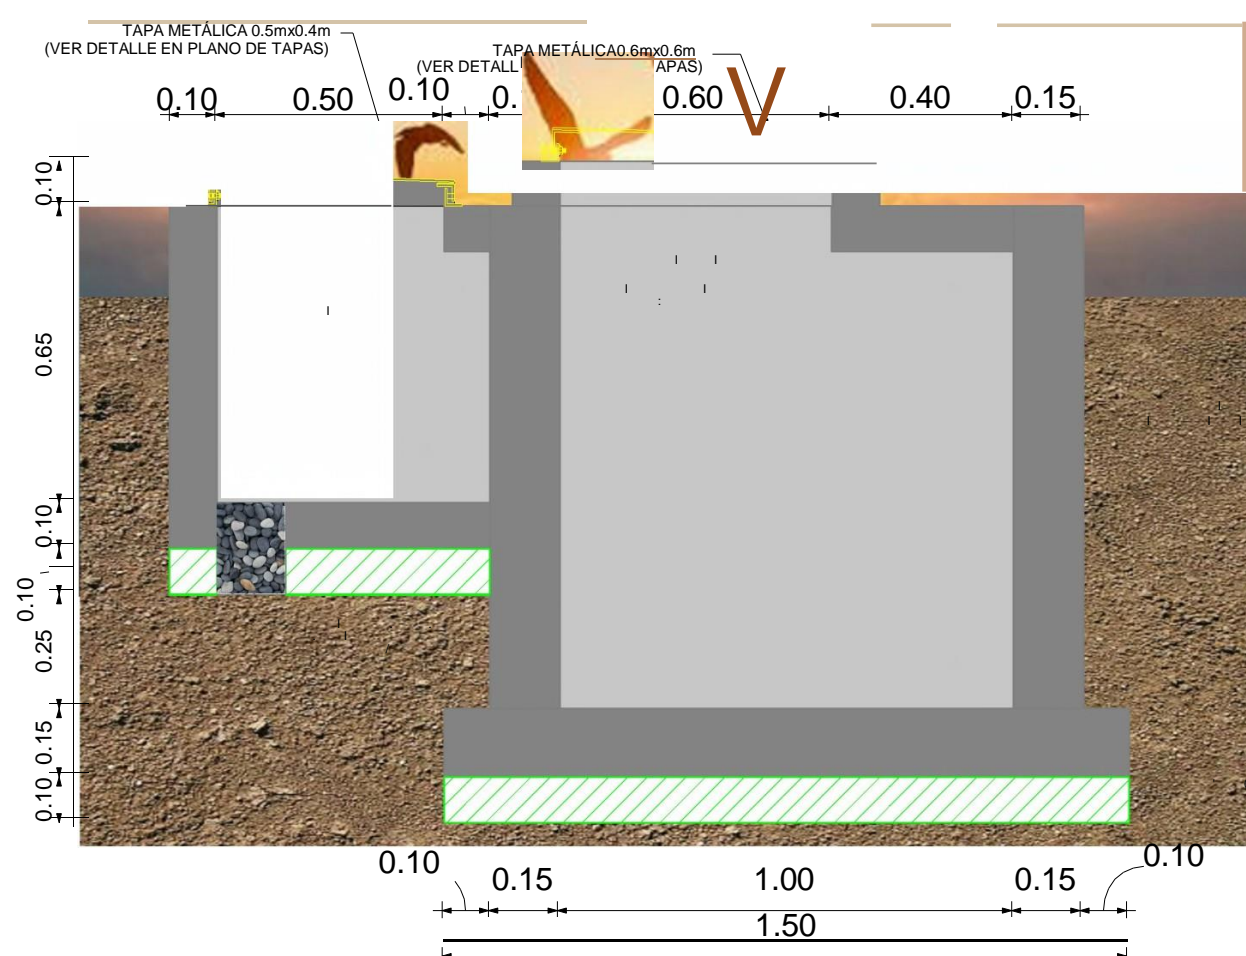 TAPA METÁLICA 0.5mx0.4m
(VER DETALLE EN PLANO DE TAPAS)
TAPA METÁLICA0.6mx0.6m
(VER DETALL APAS)
V
0.10 0.50 0.10 0. 0.60 0.40 0.15
0.10
0.65
0.10
0.10
0.25
0.15
0.10
0.10 0.15 1.00 0.15 0.10
1.50